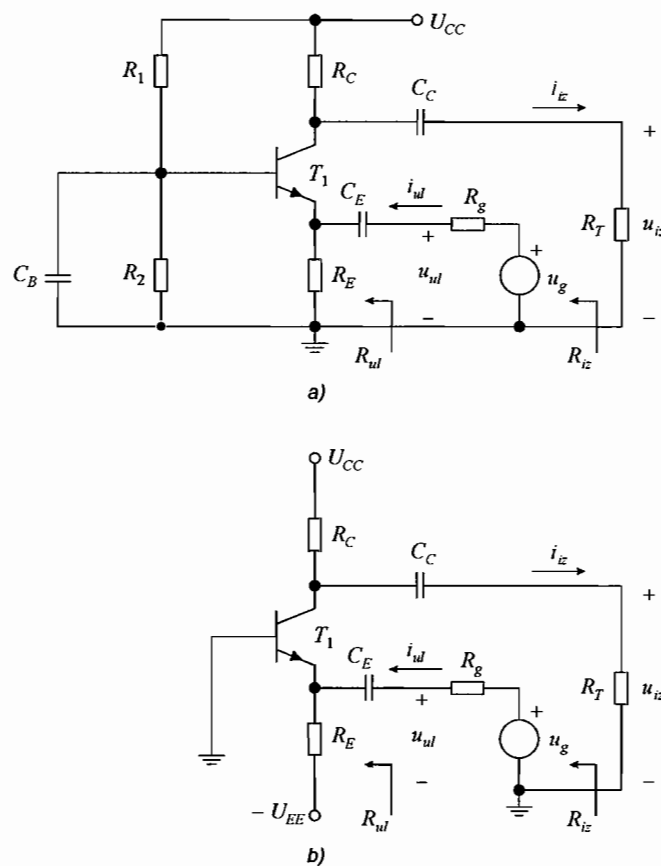 U_CC
R_1
R_C
C_C
i_iz
+
T_1
C_E
i_ul
R_g
R_T
u_iz
C_B
R_2
R_E
+
u_ul
+
u_g
−
−
R_ul
R_iz
a)
U_CC
R_C
C_C
i_iz
+
T_1
C_E
i_ul
R_g
R_T
u_iz
R_E
+
u_ul
+
u_g
−
−
− U_EE
R_ul
R_iz
b)